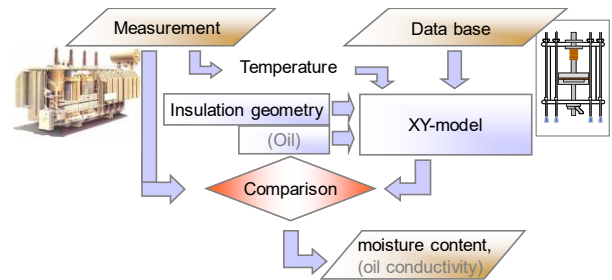 Measurement
Data base
Temperature
Insulation geometry
(Oil)
XY-model
Comparison
moisture content,
(oil conductivity)